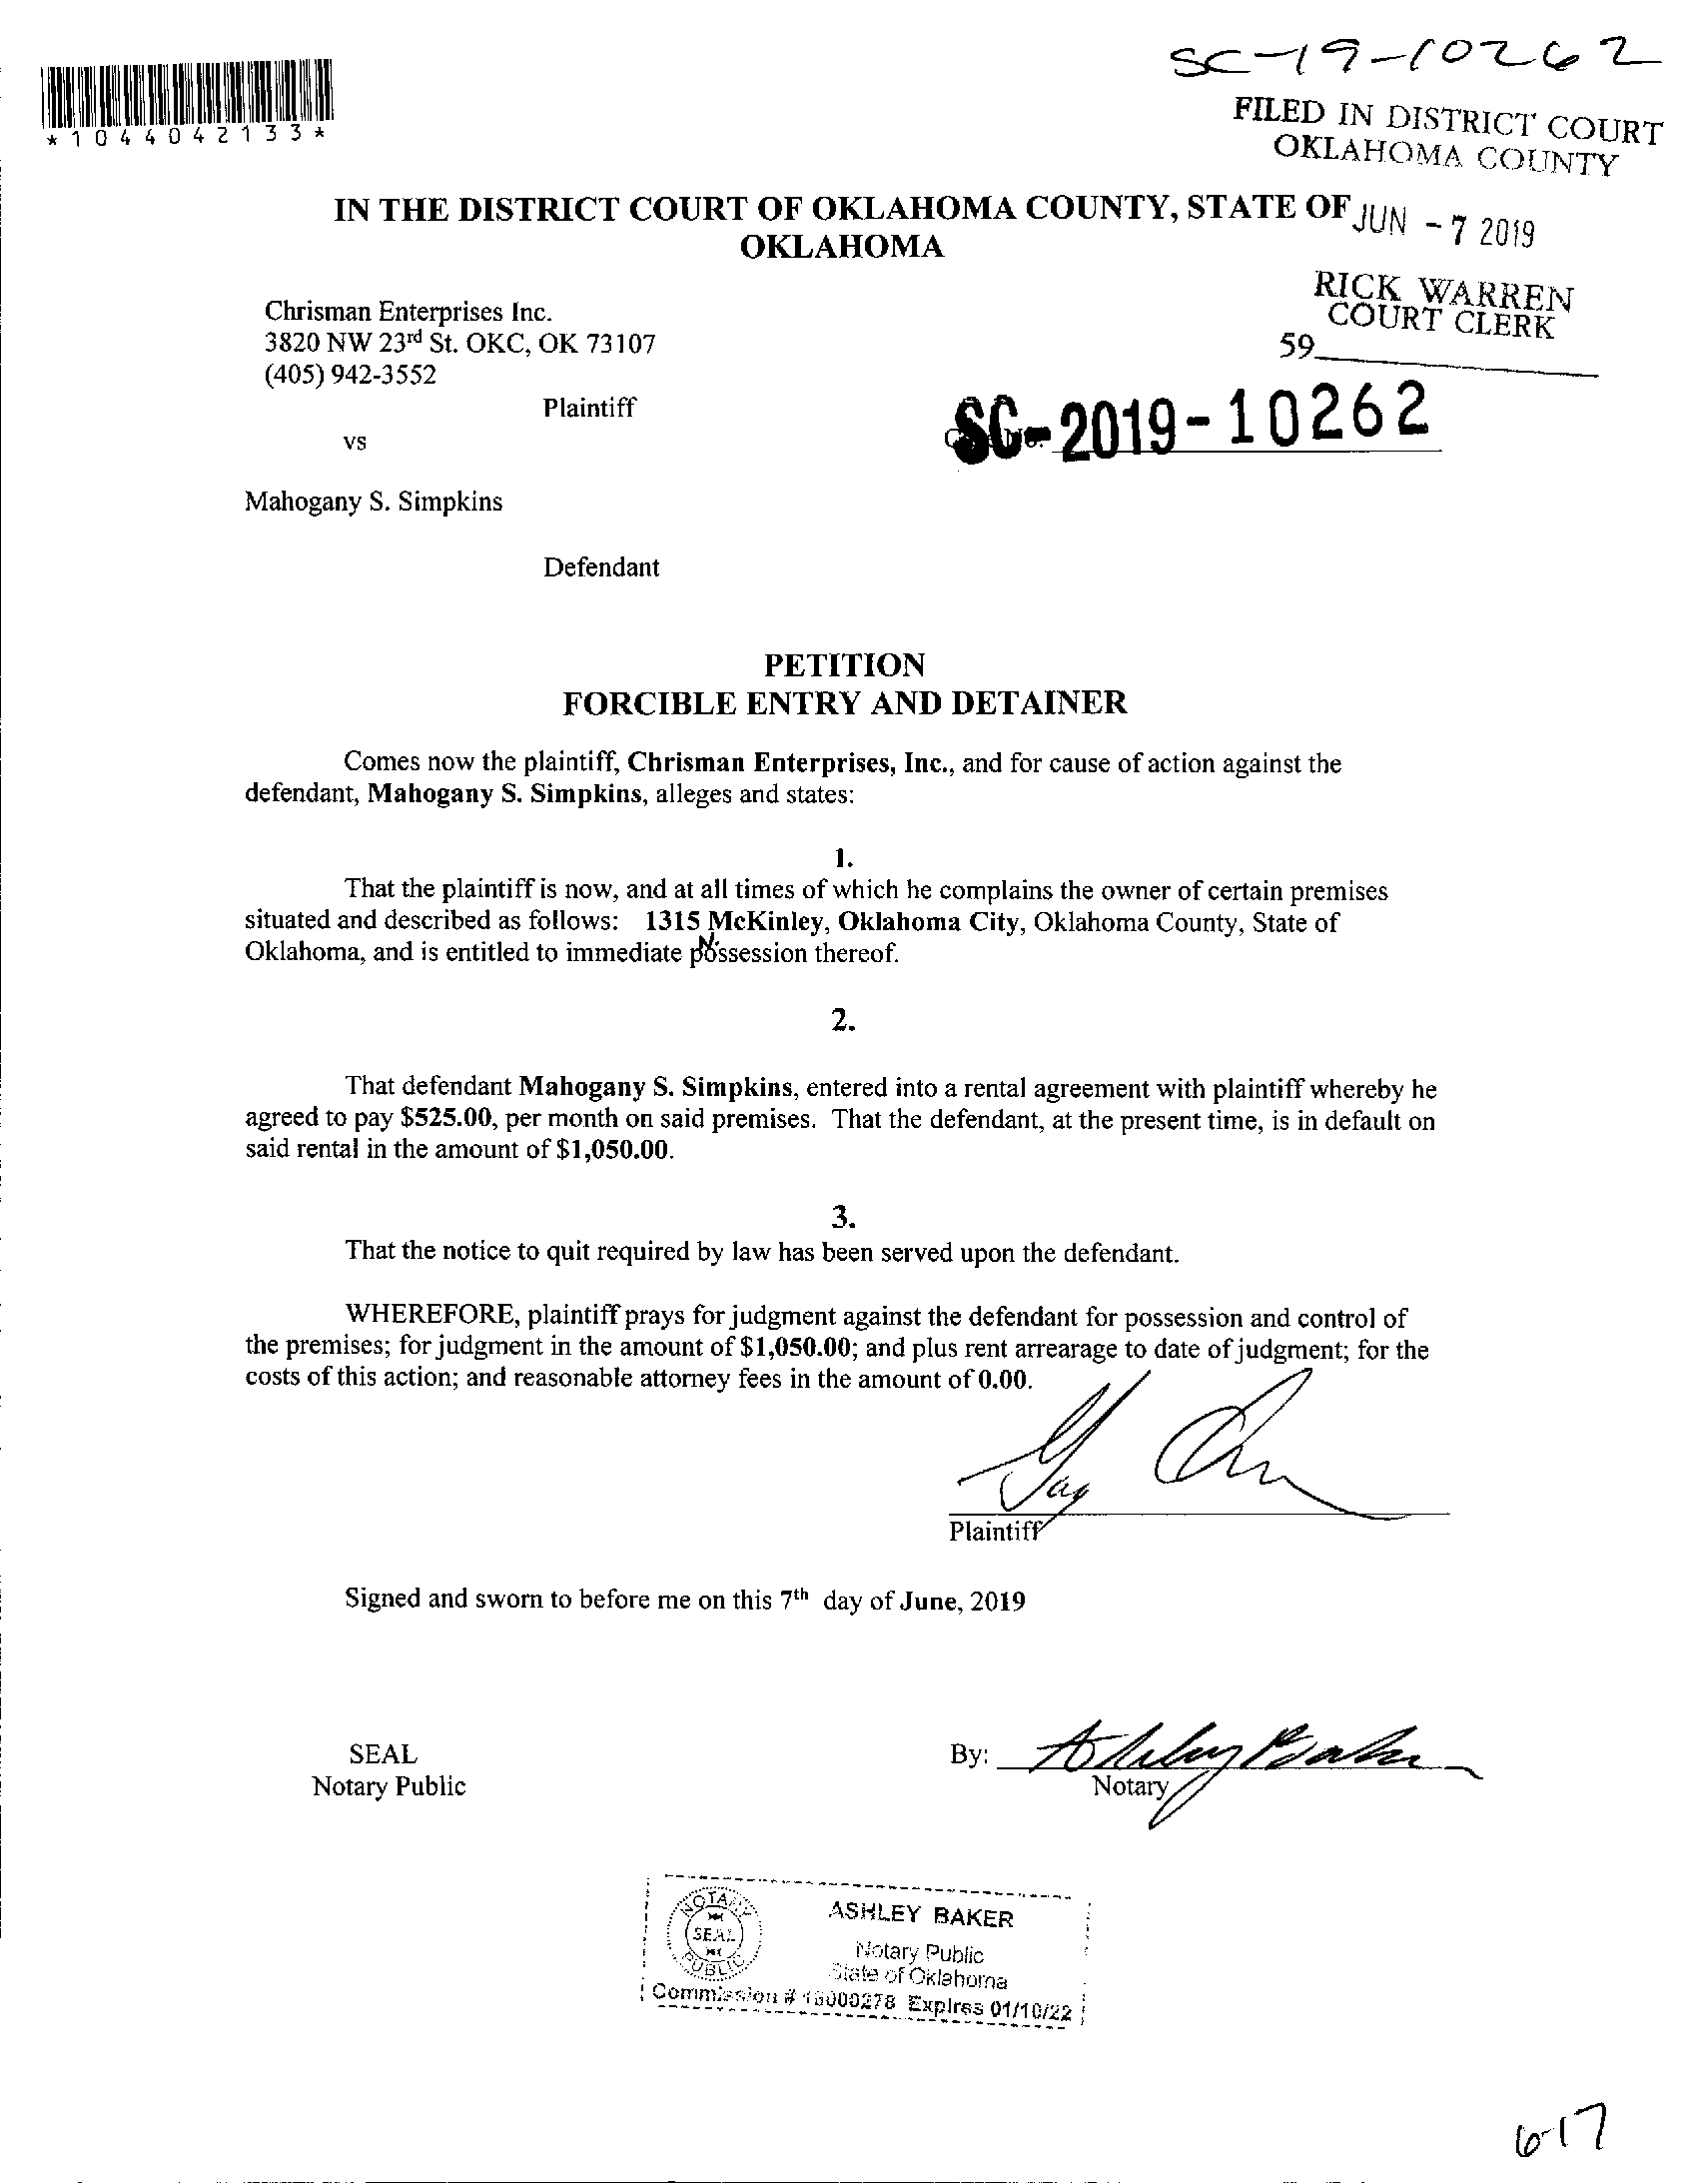 SC-19-10262
*1044042133*
FILED IN DISTRICT COURT
OKLAHOMA COUNTY
IN THE DISTRICT COURT OF OKLAHOMA COUNTY, STATE OF
OKLAHOMA
JUN - 7 2019
RICK WARREN
COURT CLERK
59
Chrisman Enterprises Inc.
3820 NW 23rd St. OKC, OK 73107
(405) 942-3552
Plaintiff
SC-2019-10262
vs
Mahogany S. Simpkins
Defendant
PETITION
FORCIBLE ENTRY AND DETAINER
Comes now the plaintiff, Chrisman Enterprises, Inc., and for cause of action against the
defendant, Mahogany S. Simpkins, alleges and states:
1.
That the plaintiff is now, and at all times of which he complains the owner of certain premises
situated and described as follows: 1315 McKinley, Oklahoma City, Oklahoma County, State of
N.
Oklahoma, and is entitled to immediate possession thereof.
2.
That defendant Mahogany S. Simpkins, entered into a rental agreement with plaintiff whereby he
agreed to pay $525.00, per month on said premises. That the defendant, at the present time, is in default on
said rental in the amount of $1,050.00.
3.
That the notice to quit required by law has been served upon the defendant.
WHEREFORE, plaintiff prays for judgment against the defendant for possession and control of
the premises; for judgment in the amount of $1,050.00; and plus rent arrearage to date of judgment; for the
costs of this action; and reasonable attorney fees in the amount of 0.00.
Plaintiff
Signed and sworn to before me on this 7th day of June, 2019
SEAL
Notary Public
By: Ashley Baker
Notary
NOTARY
SEAL
PUBLIC
ASHLEY BAKER
Notary Public
State of Oklahoma
Commission # Expires 01/10/22
6-17